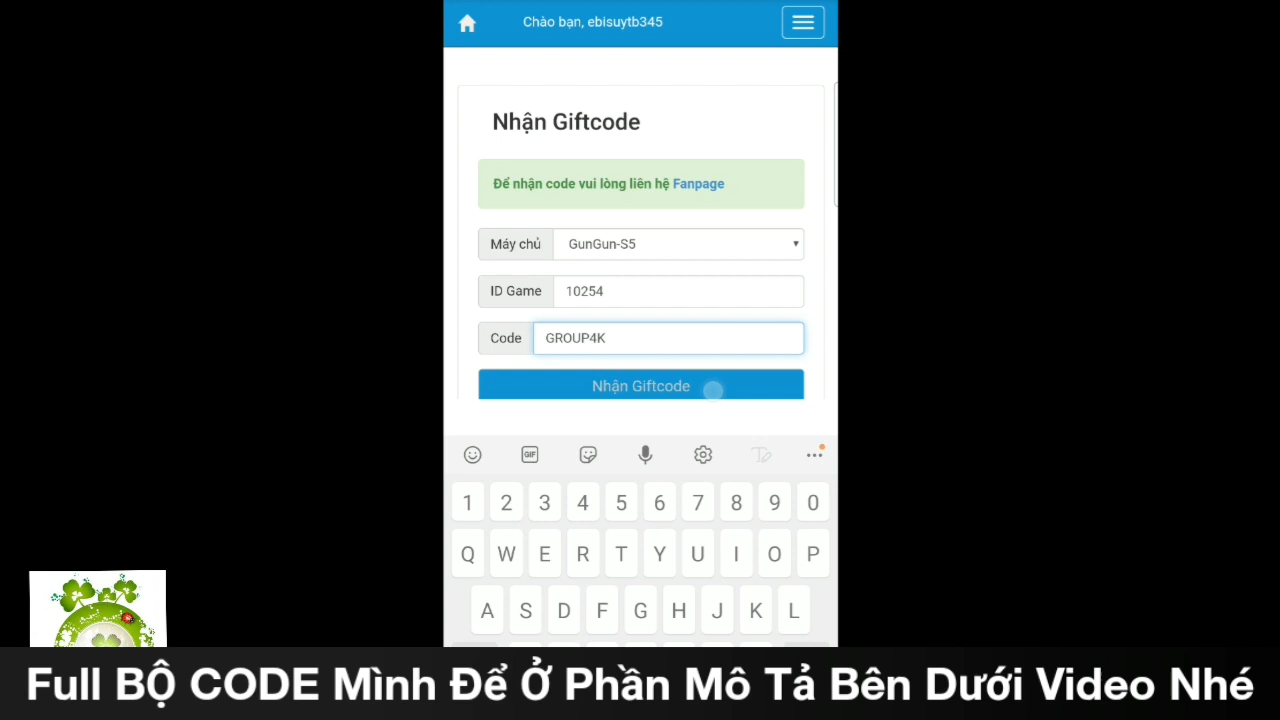 Chào bạn, ebisuytb345
Nhận Giftcode
Để nhận code vui lòng liên hệ Fanpage
Máy chủ GunGun-S5
ID Game 10254
Code GROUP4K
Nhận Giftcode
GIF
1 2 3 4 5 6 7 8 9 0
Q W E R T Y U I O P
A S D F G H J K L
Full BỘ CODE Mình Để Ở Phần Mô Tả Bên Dưới Video Nhé